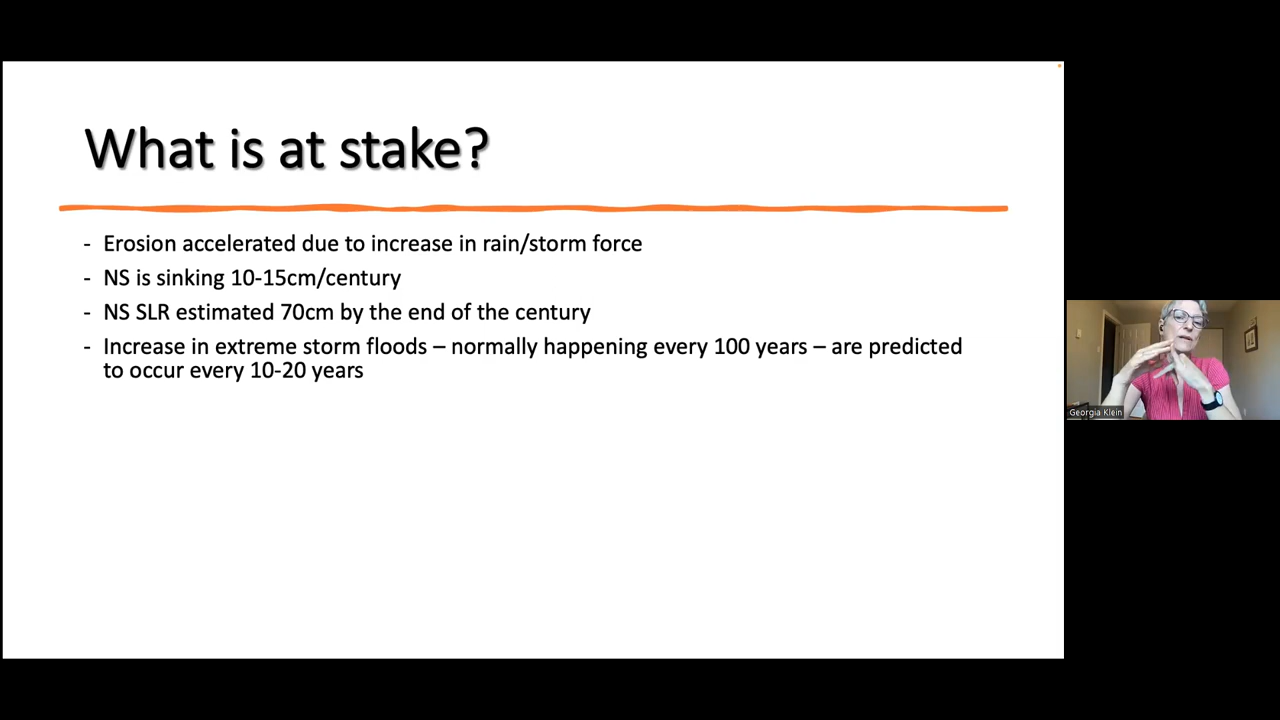 What is at stake?
- Erosion accelerated due to increase in rain/storm force
- NS is sinking 10-15cm/century
- NS SLR estimated 70cm by the end of the century
- Increase in extreme storm floods – normally happening every 100 years – are predicted
to occur every 10-20 years
Georgia Klein